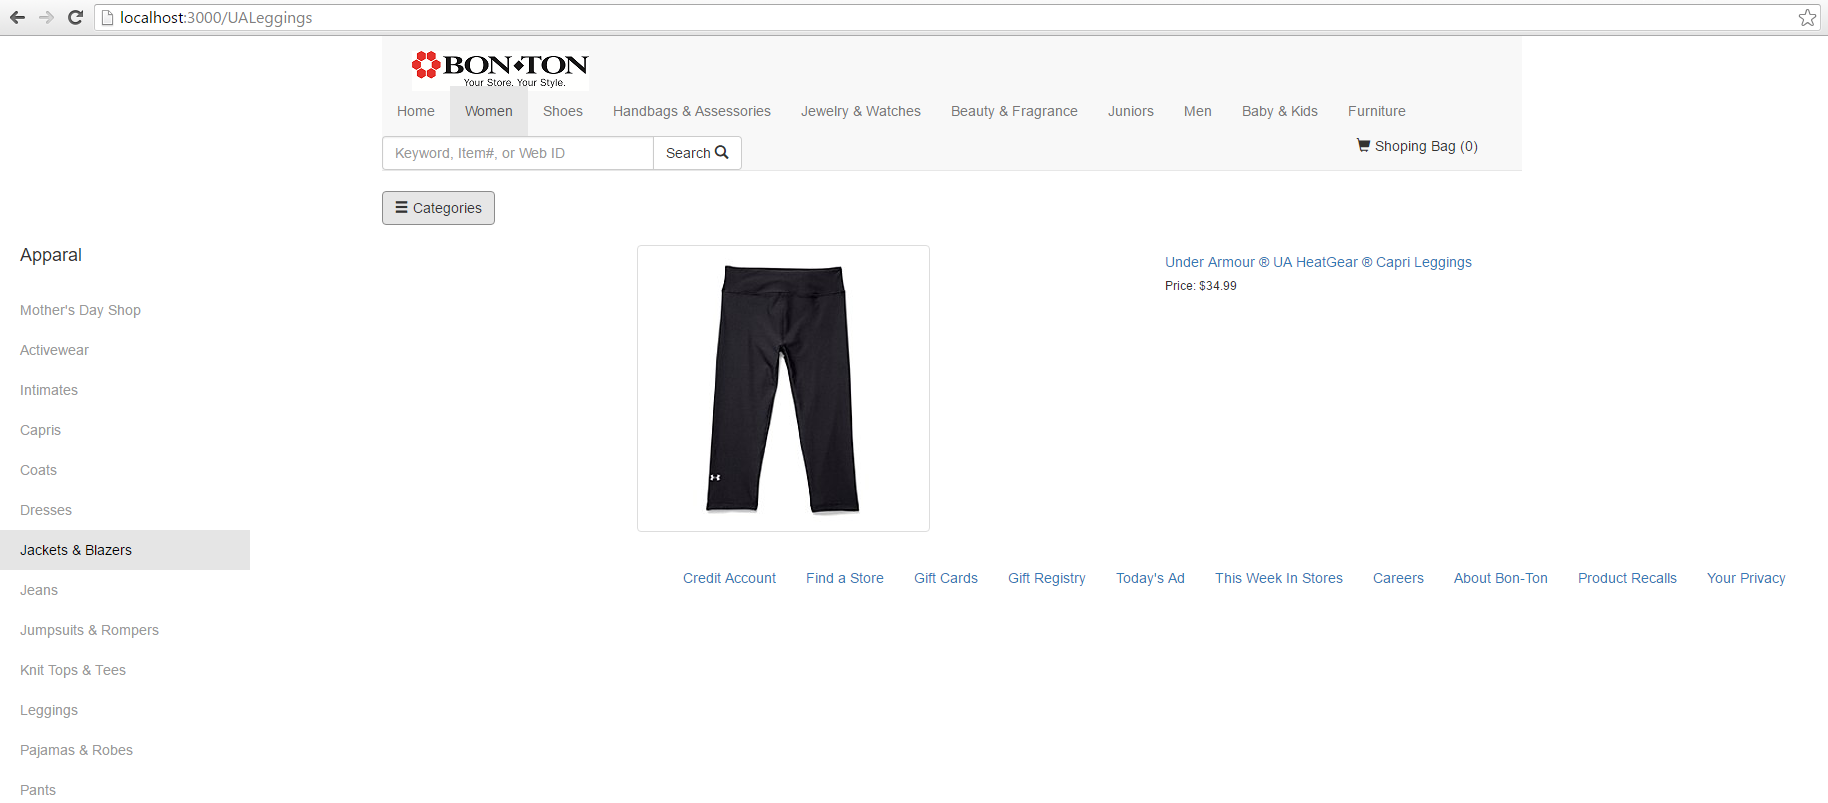 localhost:3000/UALeggings
BON♦TON
Your Store. Your Style.
Home Women Shoes Handbags & Assessories Jewelry & Watches Beauty & Fragrance Juniors Men Baby & Kids Furniture
Keyword, Item#, or Web ID Search Shoping Bag (0)
Categories
Apparal
Mother's Day Shop
Activewear
Intimates
Capris
Coats
Dresses
Jackets & Blazers
Jeans
Jumpsuits & Rompers
Knit Tops & Tees
Leggings
Pajamas & Robes
Pants
Under Armour ® UA HeatGear ® Capri Leggings
Price: $34.99
Credit Account Find a Store Gift Cards Gift Registry Today's Ad This Week In Stores Careers About Bon-Ton Product Recalls Your Privacy